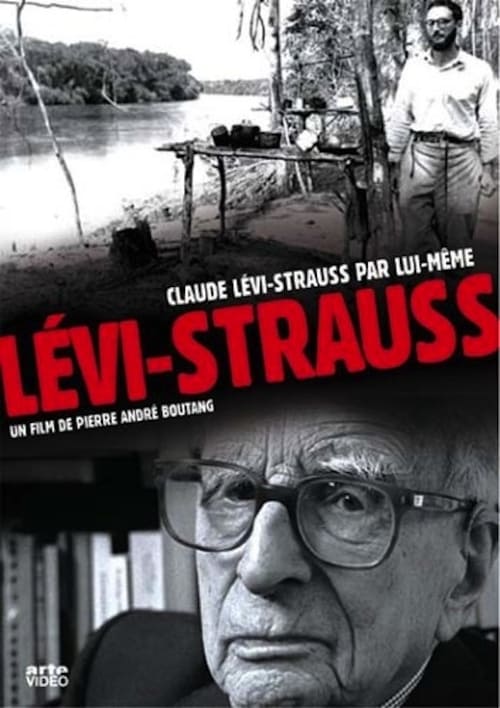 CLAUDE LÉVI-STRAUSS PAR LUI-MÊME
LÉVI-STRAUSS
UN FILM DE PIERRE ANDRÉ BOUTANG
arte
VIDEO